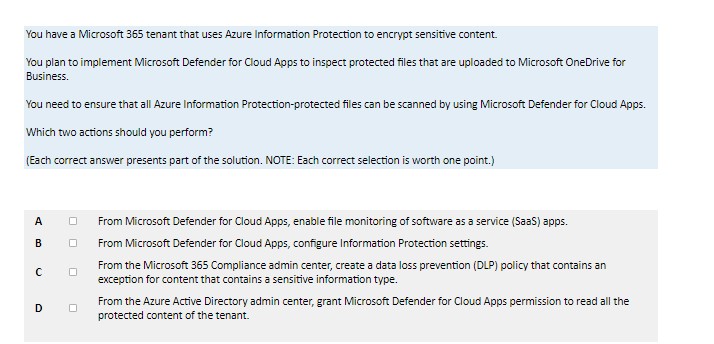 You have a Microsoft 365 tenant that uses Azure Information Protection to encrypt sensitive content.
You plan to implement Microsoft Defender for Cloud Apps to inspect protected files that are uploaded to Microsoft OneDrive for
Business.
You need to ensure that all Azure Information Protection-protected files can be scanned by using Microsoft Defender for Cloud Apps.
Which two actions should you perform?
(Each correct answer presents part of the solution. NOTE: Each correct selection is worth one point.)
A From Microsoft Defender for Cloud Apps, enable file monitoring of software as a service (SaaS) apps.
B From Microsoft Defender for Cloud Apps, configure Information Protection settings.
C From the Microsoft 365 Compliance admin center, create a data loss prevention (DLP) policy that contains an
exception for content that contains a sensitive information type.
D From the Azure Active Directory admin center, grant Microsoft Defender for Cloud Apps permission to read all the
protected content of the tenant.